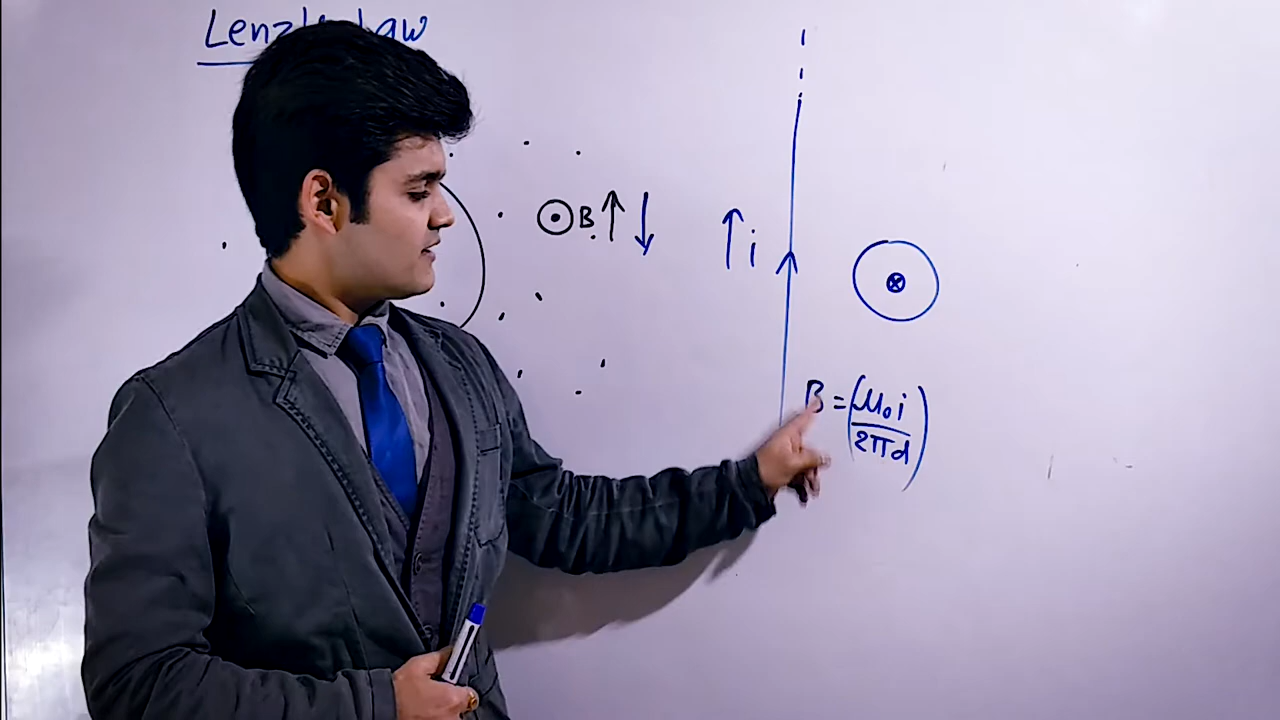 Lenz's Law
B ↑ ↓
↑ i
B = (μ₀i / 2πd)